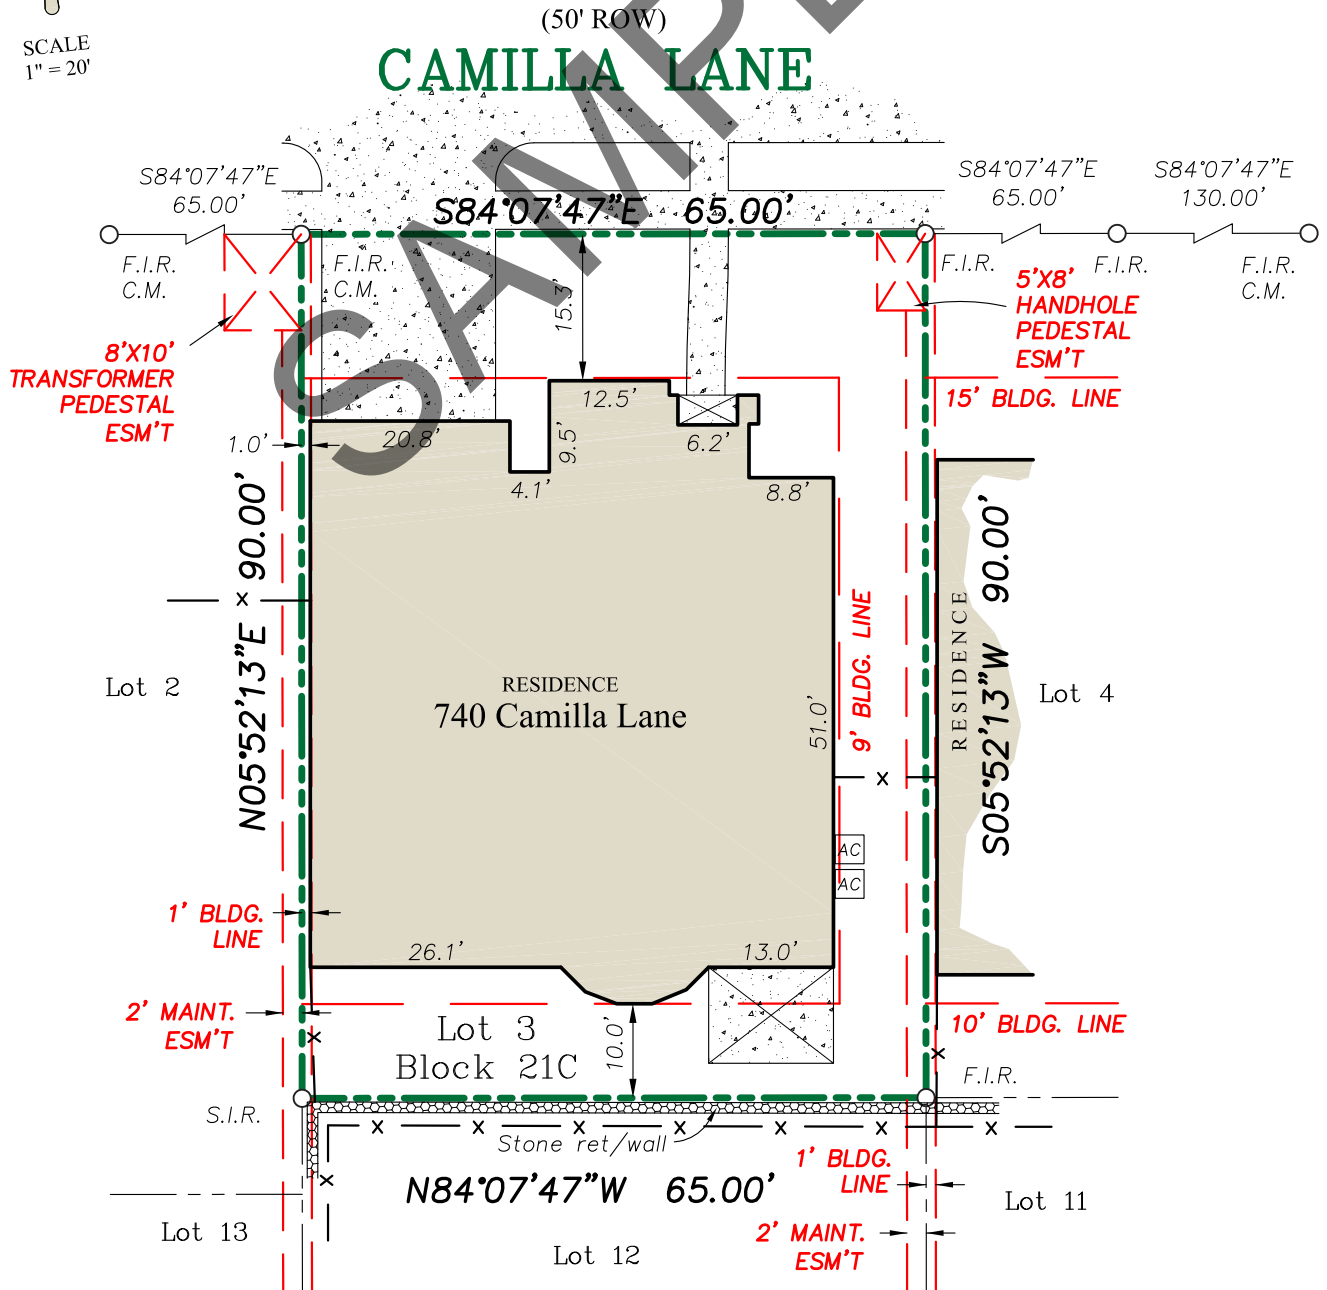 (50' ROW)
SCALE
1" = 20'
CAMILLA LANE
SAMPLE
S84°07'47"E
65.00'
S84°07'47"E 65.00'
S84°07'47"E
65.00'
S84°07'47"E
130.00'
F.I.R.
C.M.
F.I.R.
C.M.
F.I.R.
F.I.R.
F.I.R.
C.M.
15.3'
5'X8'
HANDHOLE
PEDESTAL
ESM'T
8'X10'
TRANSFORMER
PEDESTAL
ESM'T
15' BLDG. LINE
12.5'
1.0'
20.8'
9.5'
6.2'
4.1'
8.8'
N05°52'13"E 90.00'
X
RESIDENCE
740 Camilla Lane
Lot 2
51.0'
9' BLDG. LINE
X
RESIDENCE
S05°52'13"W 90.00'
Lot 4
AC
AC
1' BLDG.
LINE
26.1'
13.0'
2' MAINT.
ESM'T
X
Lot 3
Block 21C
10.0'
10' BLDG. LINE
X
F.I.R.
S.I.R.
X X X X X X X
Stone ret/wall
X
N84°07'47"W 65.00'
1' BLDG.
LINE
Lot 11
Lot 13
Lot 12
2' MAINT.
ESM'T